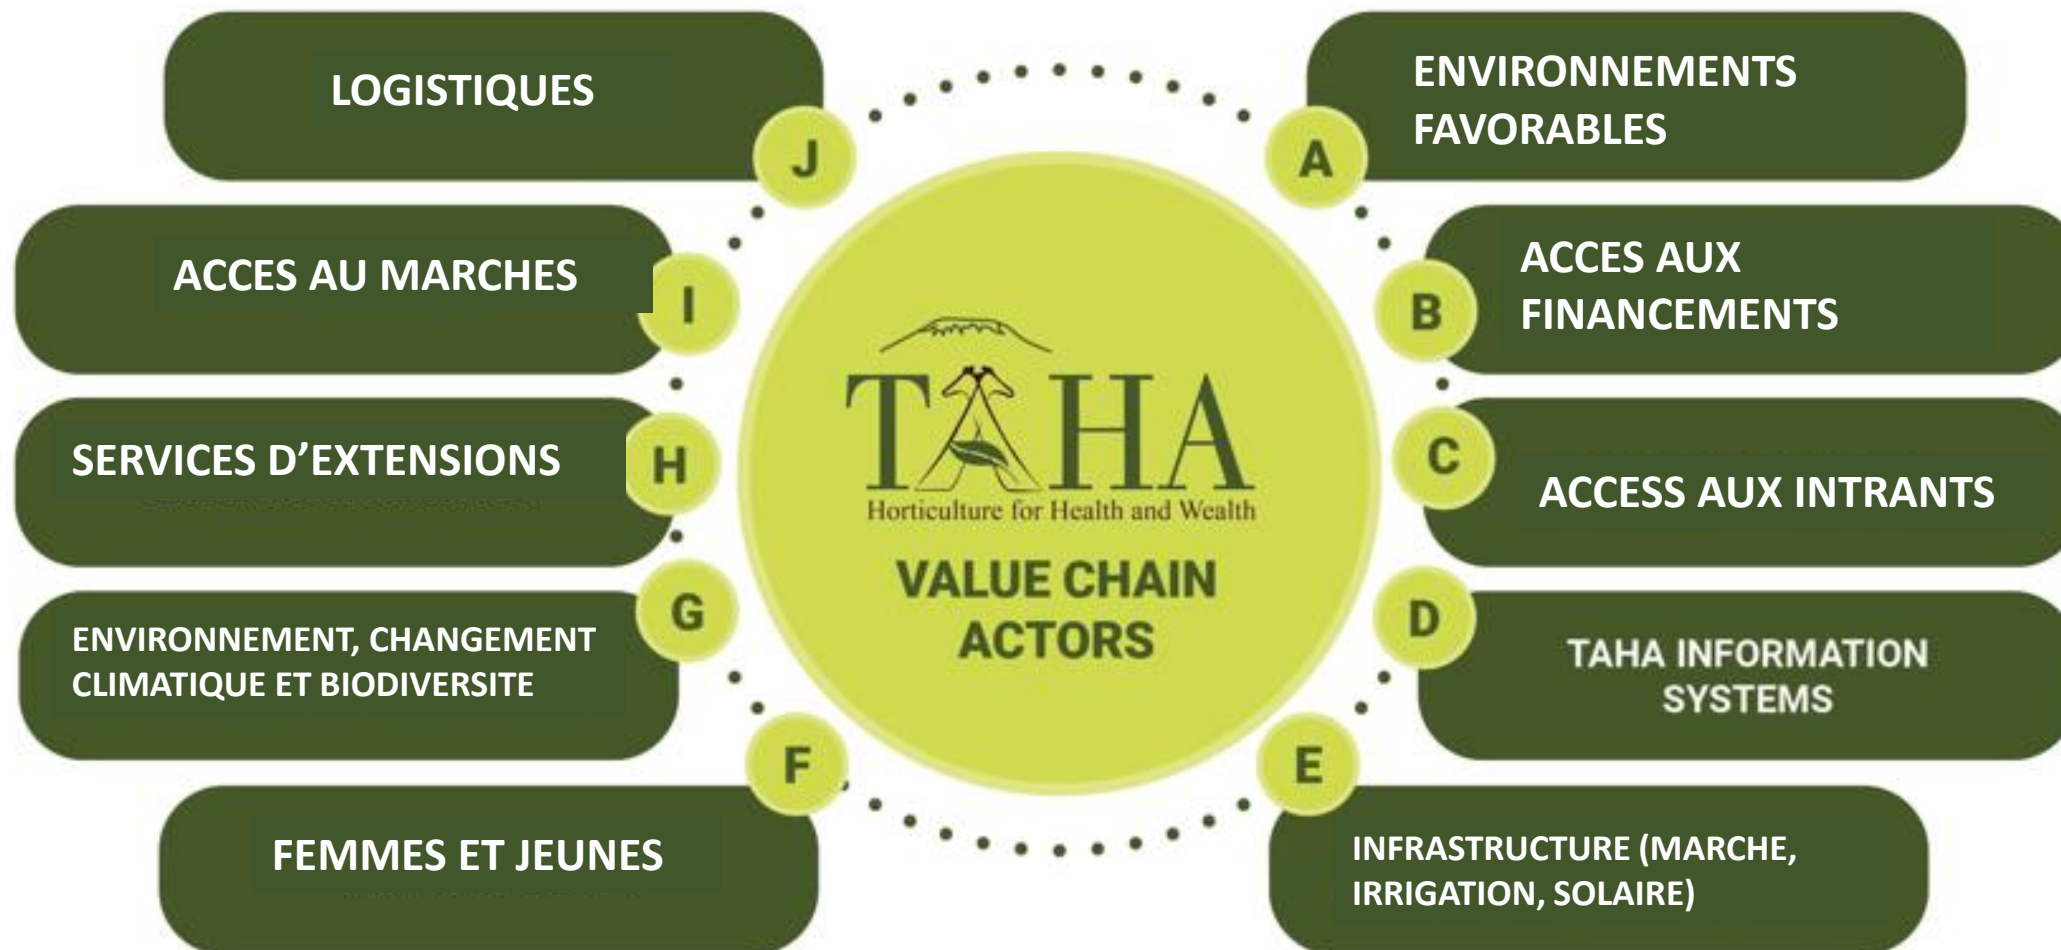 LOGISTIQUES
J
ENVIRONNEMENTS
FAVORABLES
A
ACCES AU MARCHES
I
ACCES AUX
FINANCEMENTS
B
SERVICES D’EXTENSIONS
H
ACCESS AUX INTRANTS
C
ENVIRONNEMENT, CHANGEMENT
CLIMATIQUE ET BIODIVERSITE
G
TAHA INFORMATION
SYSTEMS
D
FEMMES ET JEUNES
F
INFRASTRUCTURE (MARCHE,
IRRIGATION, SOLAIRE)
E
TAHA
Horticulture for Health and Wealth
VALUE CHAIN
ACTORS